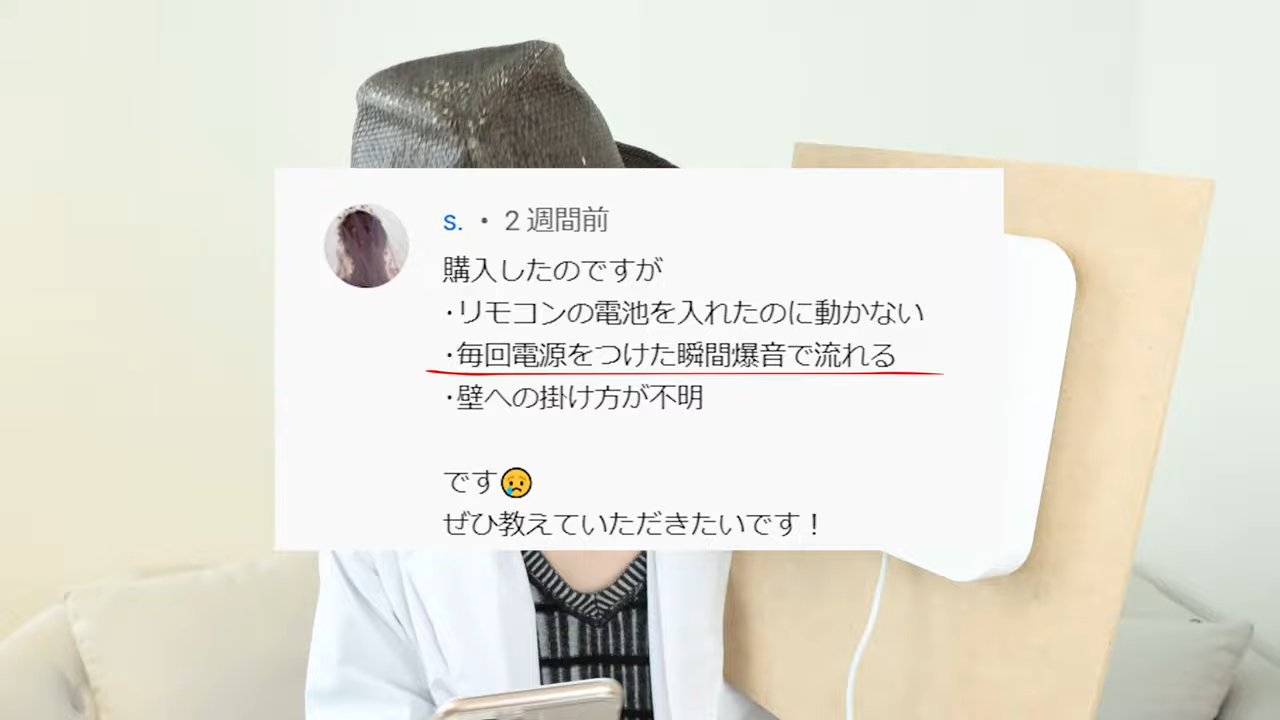 s. ・ 2 週間前
購入したのですが
・リモコンの電池を入れたのに動かない
・毎回電源をつけた瞬間爆音で流れる
・壁への掛け方が不明
です😢
ぜひ教えていただきたいです！